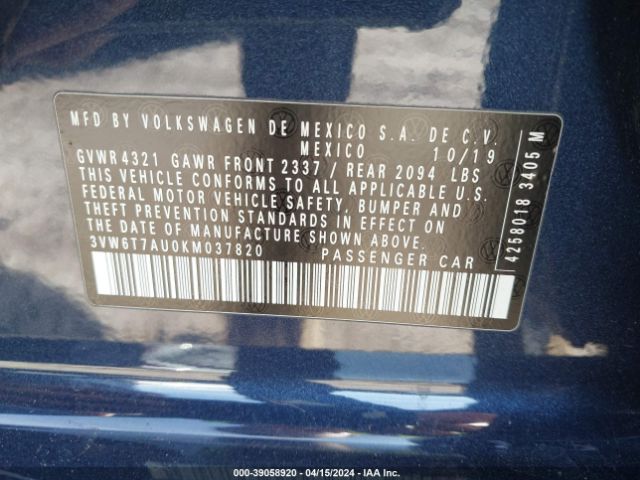 MFD BY VOLKSWAGEN DE MEXICO S.A. DE C.V.
MEXICO 10/19
GVWR 4321 GAWR FRONT 2337 / REAR 2094 LBS
THIS VEHICLE CONFORMS TO ALL APPLICABLE U.S.
FEDERAL MOTOR VEHICLE SAFETY, BUMPER AND
THEFT PREVENTION STANDARDS IN EFFECT ON
THE DATE OF MANUFACTURE SHOWN ABOVE.
3VW6T7AU0KM037820 PASSENGER CAR
4258018 3405 M
000-39058920 - 04/15/2024 - IAA Inc.